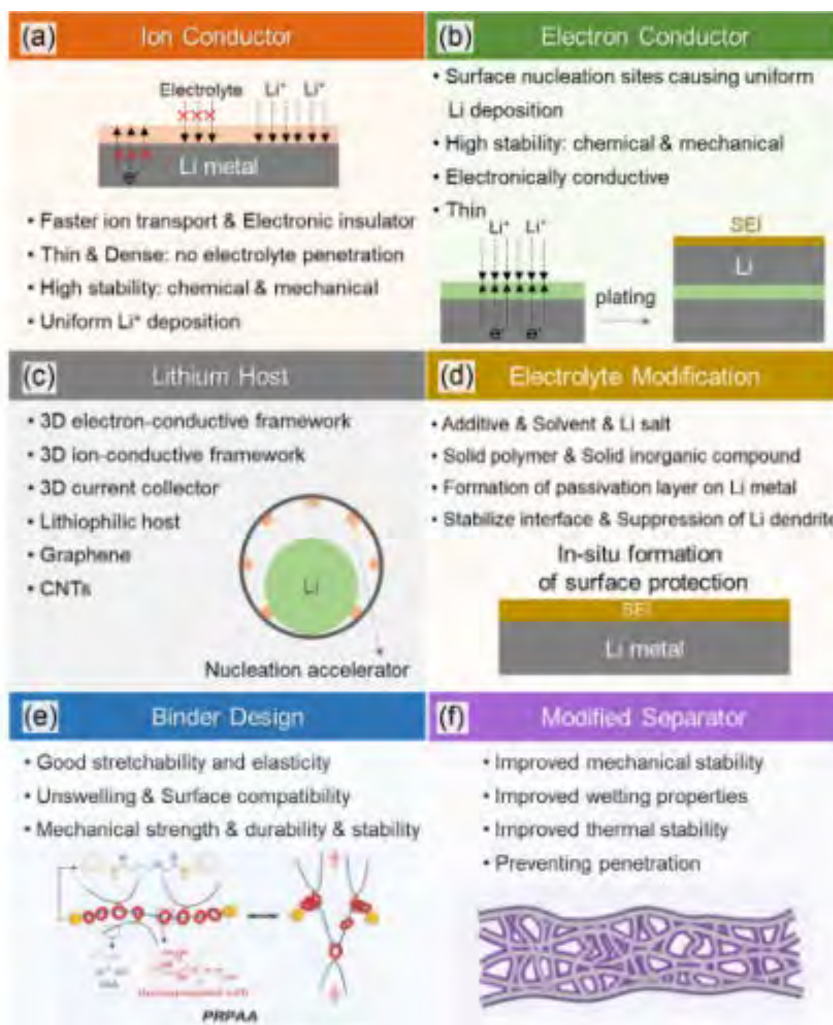 (a) Ion Conductor
Electrolyte Li⁺ Li⁺
Li metal
e⁻
• Faster ion transport & Electronic insulator
• Thin & Dense: no electrolyte penetration
• High stability: chemical & mechanical
• Uniform Li⁺ deposition
(b) Electron Conductor
• Surface nucleation sites causing uniform
Li deposition
• High stability: chemical & mechanical
• Electronically conductive
• Thin
Li⁺ Li⁺
e⁻ e⁻
plating
SEI
Li
(c) Lithium Host
• 3D electron-conductive framework
• 3D ion-conductive framework
• 3D current collector
• Lithiophilic host
• Graphene
• CNTs
Li
Nucleation accelerator
(d) Electrolyte Modification
• Additive & Solvent & Li salt
• Solid polymer & Solid inorganic compound
• Formation of passivation layer on Li metal
• Stabilize interface & Suppression of Li dendrite
In-situ formation
of surface protection
SEI
Li metal
(e) Binder Design
• Good stretchability and elasticity
• Unswelling & Surface compatibility
• Mechanical strength & durability & stability
PRPAA
(f) Modified Separator
• Improved mechanical stability
• Improved wetting properties
• Improved thermal stability
• Preventing penetration